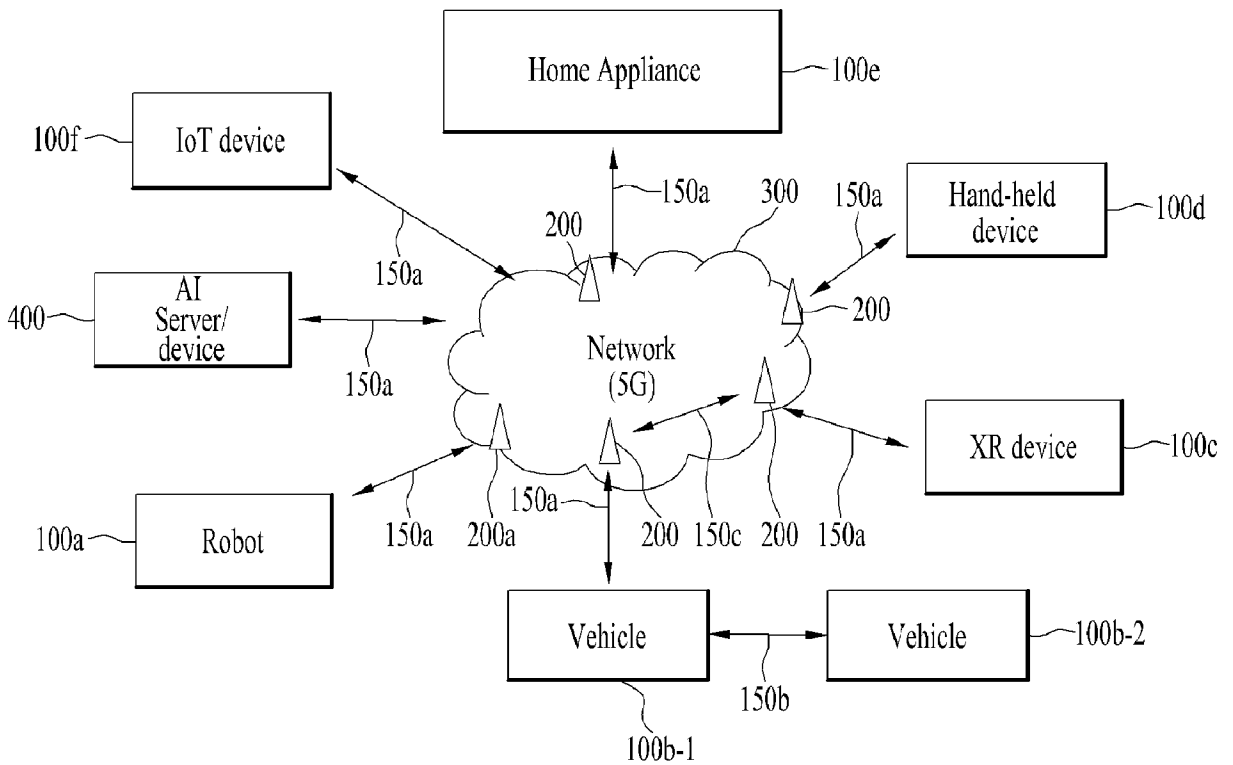 Home Appliance
100e
IoT device
100f
150a
300
Hand-held
device
100d
150a
200
150a
AI
Server/
device
400
150a
200
Network
(5G)
XR device
100c
150a
Robot
100a
150a
200a
150a
200
150c
200
150a
Vehicle
100b-1
150b
Vehicle
100b-2